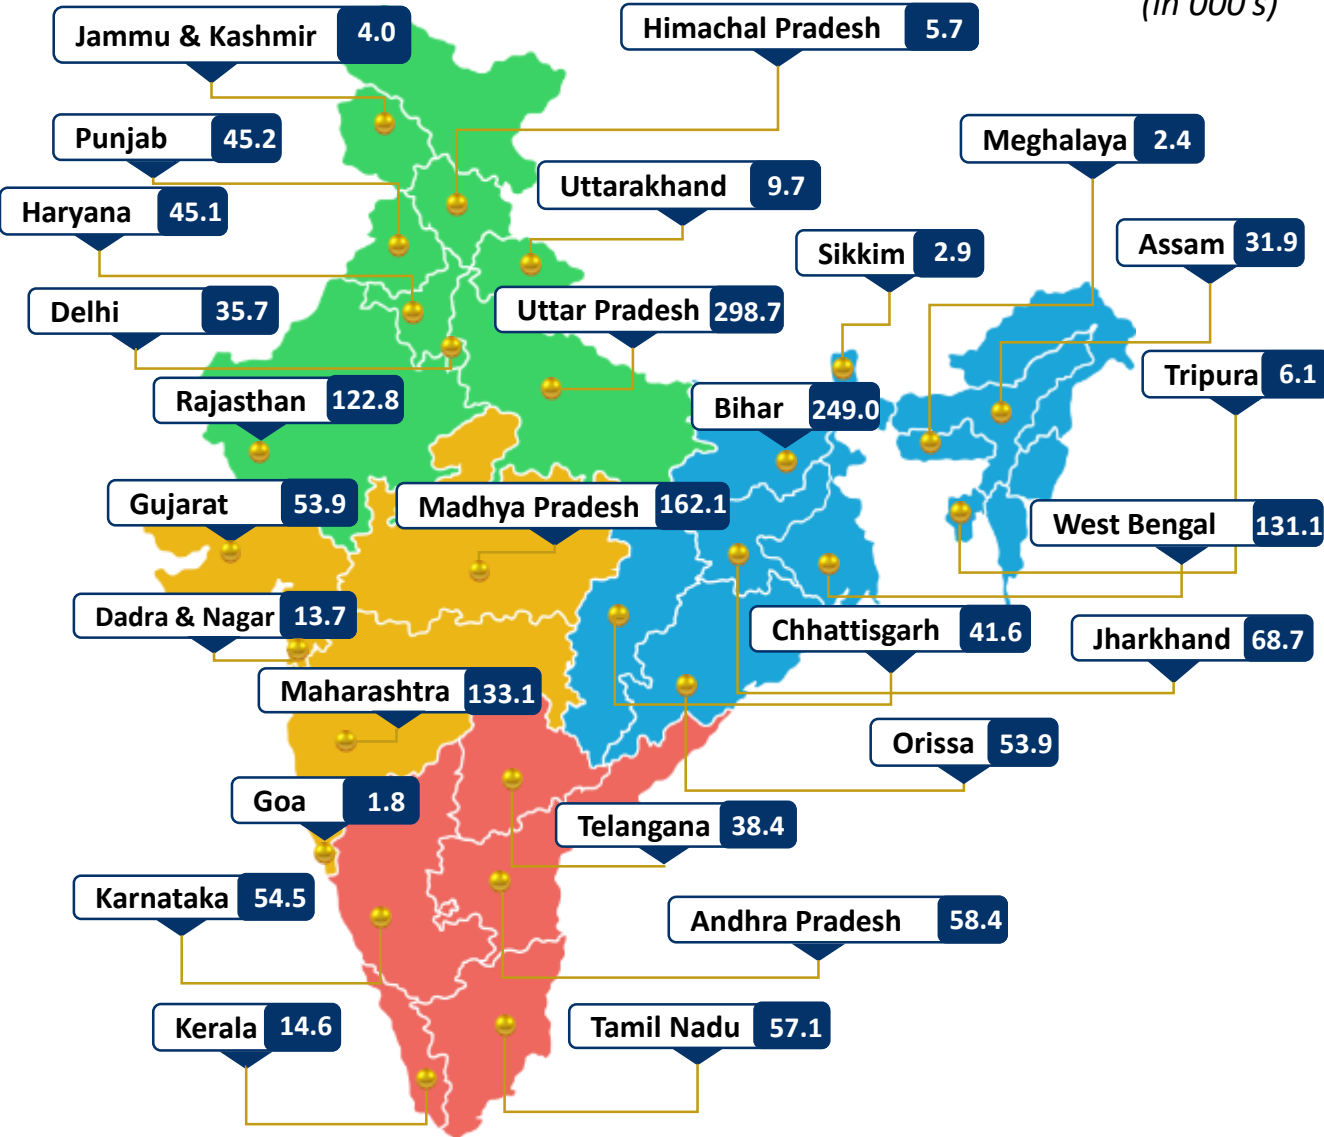 (in 000's)
Jammu & Kashmir 4.0
Himachal Pradesh 5.7
Punjab 45.2
Meghalaya 2.4
Uttarakhand 9.7
Haryana 45.1
Assam 31.9
Sikkim 2.9
Delhi 35.7
Uttar Pradesh 298.7
Tripura 6.1
Rajasthan 122.8
Bihar 249.0
Gujarat 53.9
Madhya Pradesh 162.1
West Bengal 131.1
Dadra & Nagar 13.7
Chhattisgarh 41.6
Jharkhand 68.7
Maharashtra 133.1
Orissa 53.9
Goa 1.8
Telangana 38.4
Karnataka 54.5
Andhra Pradesh 58.4
Kerala 14.6
Tamil Nadu 57.1